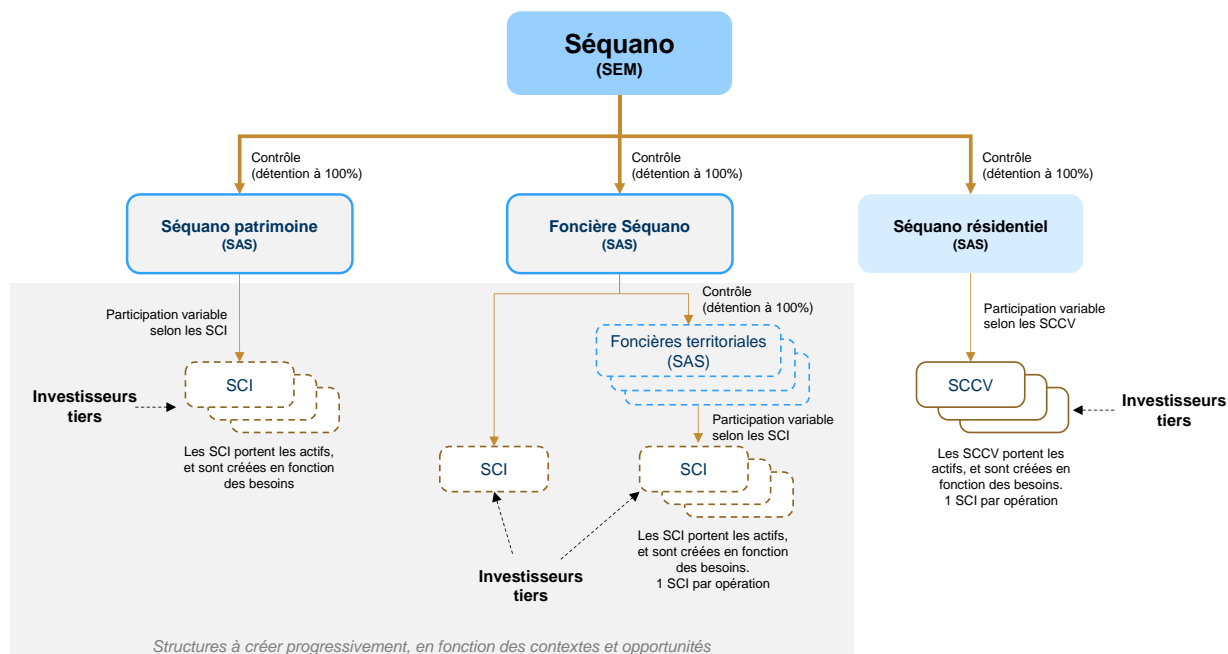 Séquano
(SEM)
Contrôle
(détention à 100%)
Contrôle
(détention à 100%)
Contrôle
(détention à 100%)
Séquano patrimoine
(SAS)
Foncière Séquano
(SAS)
Séquano résidentiel
(SAS)
Participation variable
selon les SCI
Contrôle
(détention à 100%)
Participation variable
selon les SCCV
Foncières territoriales
(SAS)
SCI
SCCV
Investisseurs
tiers
Investisseurs
tiers
Participation variable
selon les SCI
Les SCI portent les actifs,
et sont créées en fonction
des besoins
SCI
SCI
Les SCCV portent les
actifs, et sont créées en
fonction des besoins.
1 SCI par opération
Les SCI portent les actifs,
et sont créées en fonction
des besoins.
1 SCI par opération
Investisseurs
tiers
Structures à créer progressivement, en fonction des contextes et opportunités